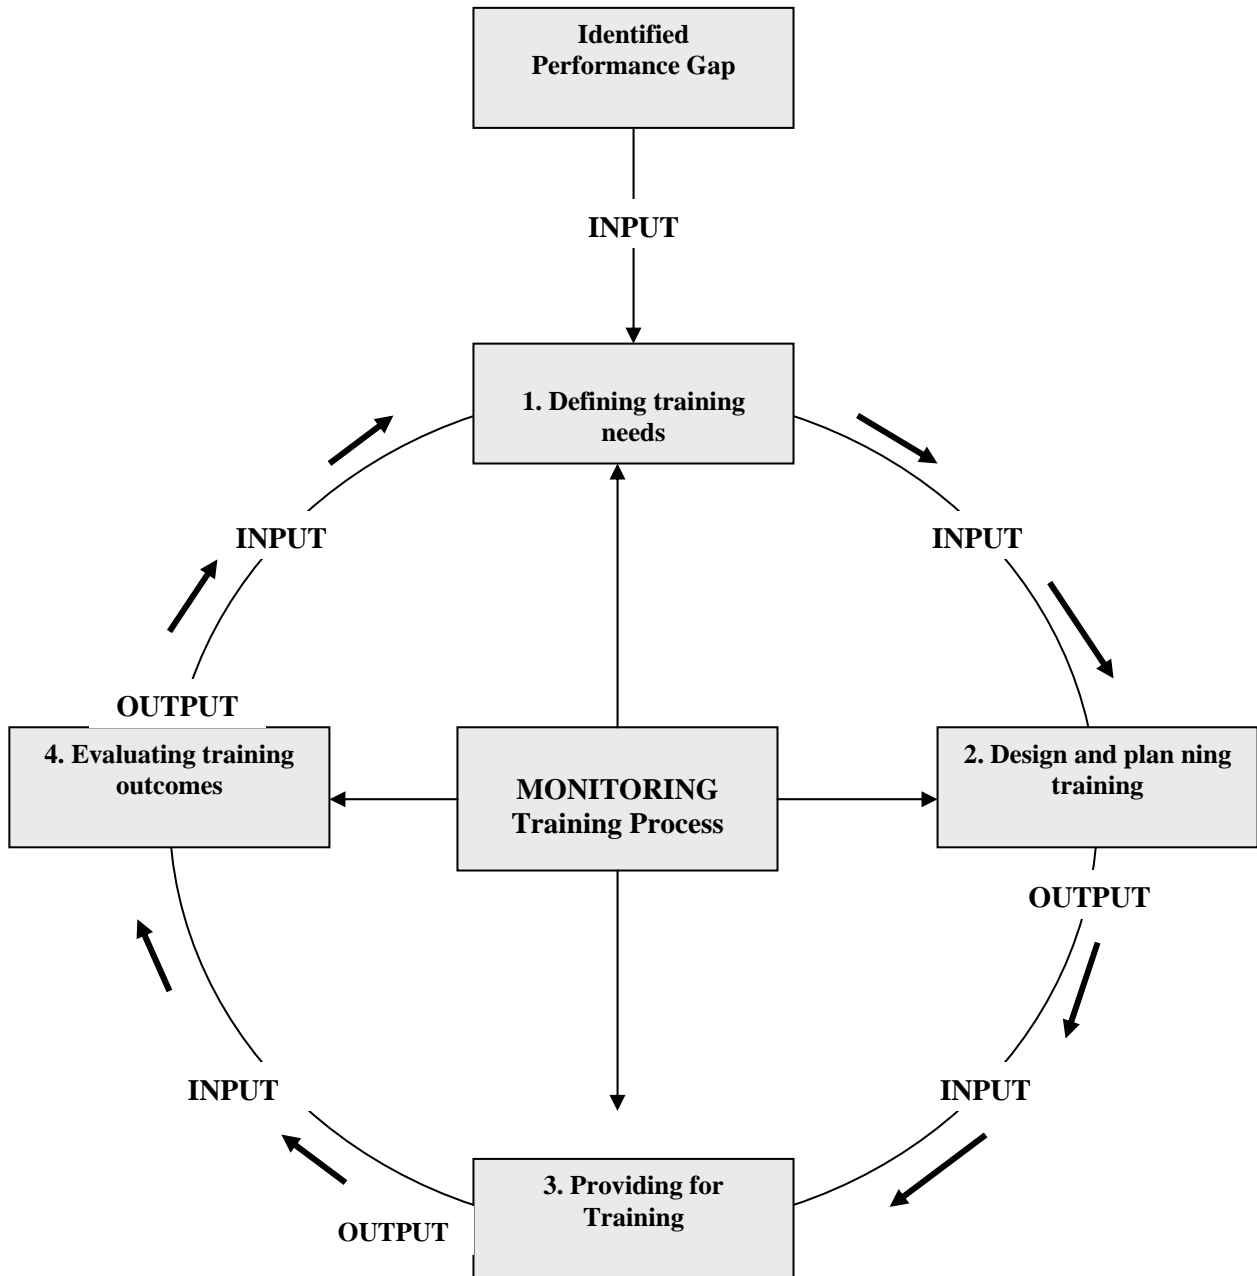 Identified
Performance Gap
INPUT
1. Defining training
needs
INPUT
INPUT
OUTPUT
4. Evaluating training
outcomes
MONITORING
Training Process
2. Design and plan ning
training
OUTPUT
INPUT
INPUT
3. Providing for
Training
OUTPUT